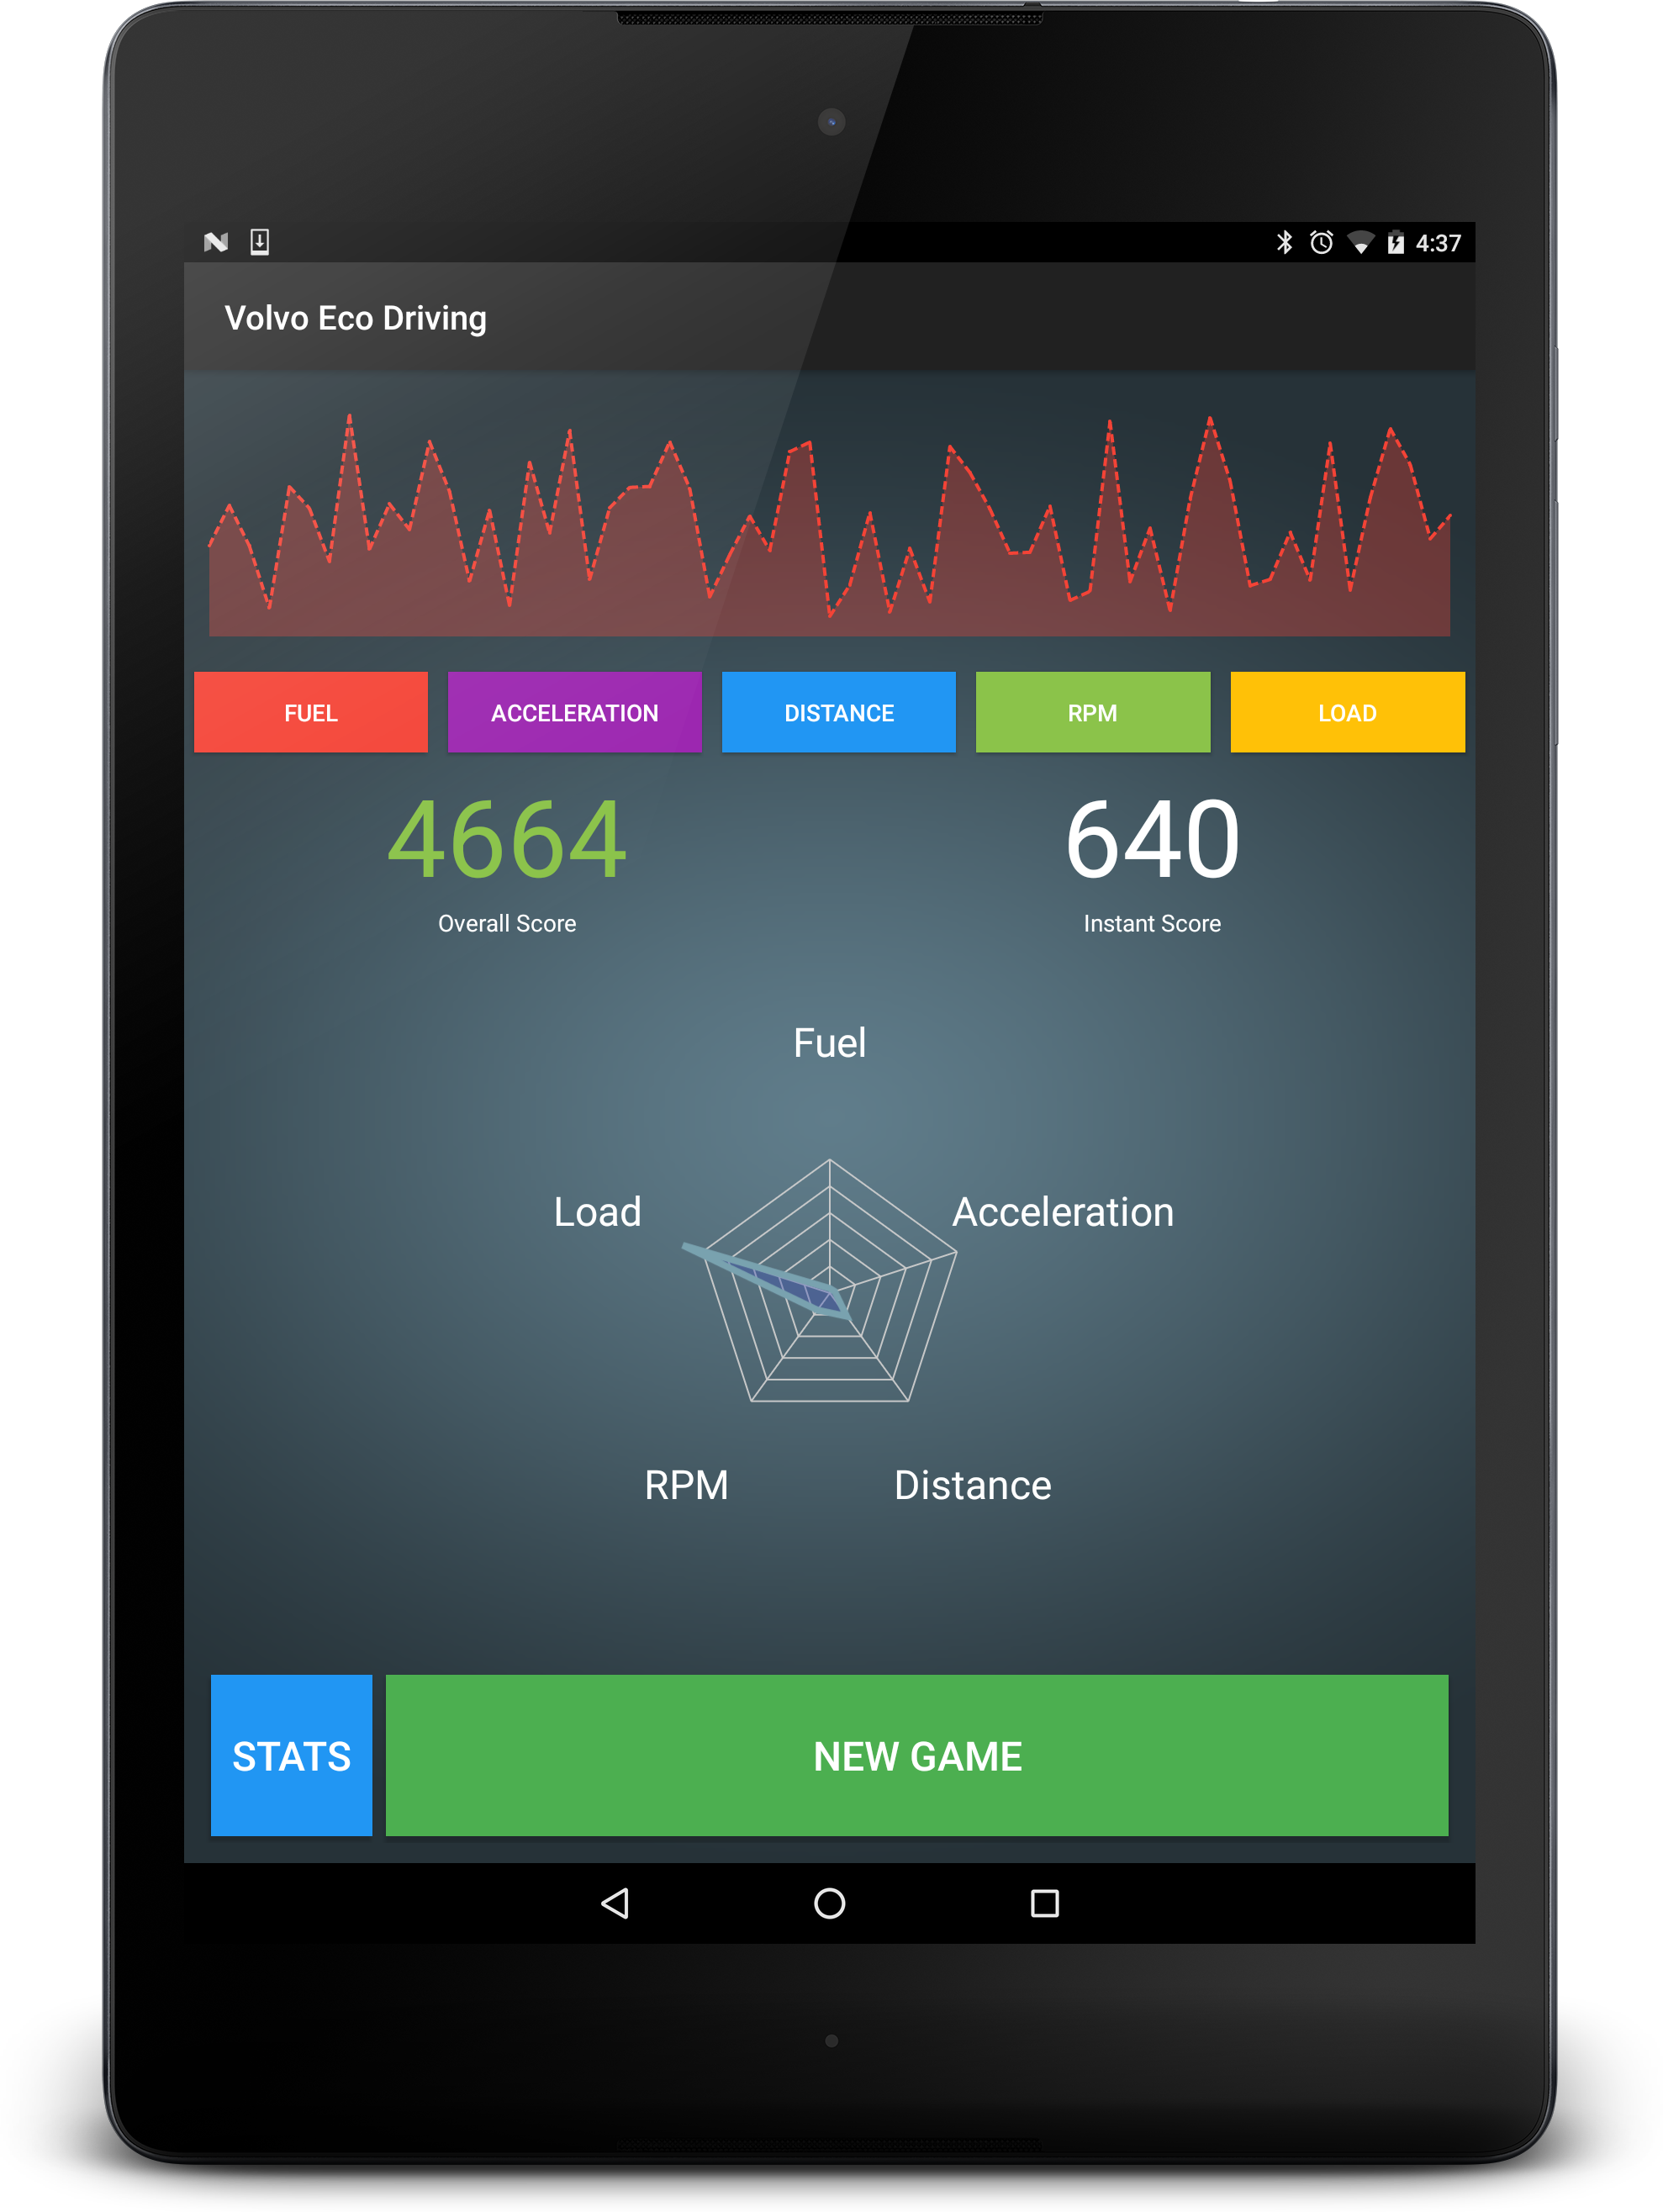 4:37
Volvo Eco Driving
FUEL ACCELERATION DISTANCE RPM LOAD
4664 640
Overall Score Instant Score
Fuel
Load Acceleration
RPM Distance
STATS NEW GAME